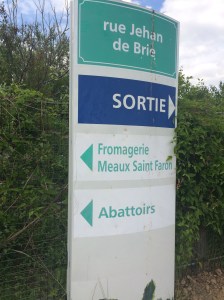 rue Jehan
de Brie
SORTIE
Fromagerie
Meaux Saint Faron
Abattoirs